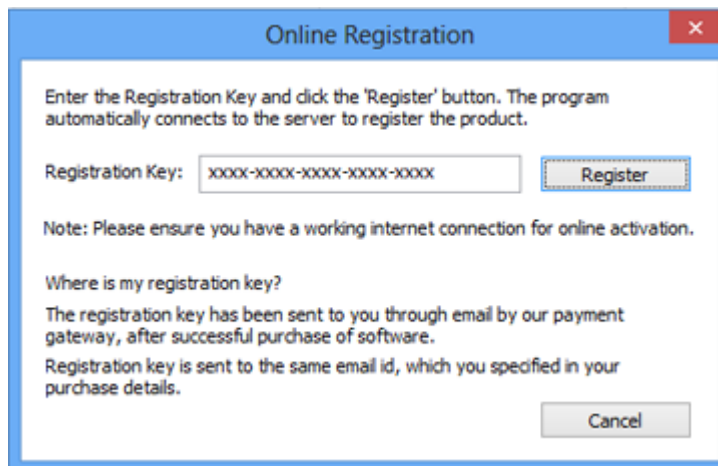 Online Registration
Enter the Registration Key and click the 'Register' button. The program
automatically connects to the server to register the product.
Registration Key: xxxx-xxxx-xxxx-xxxx-xxxx Register
Note: Please ensure you have a working internet connection for online activation.
Where is my registration key?
The registration key has been sent to you through email by our payment
gateway, after successful purchase of software.
Registration key is sent to the same email id, which you specified in your
purchase details.
Cancel